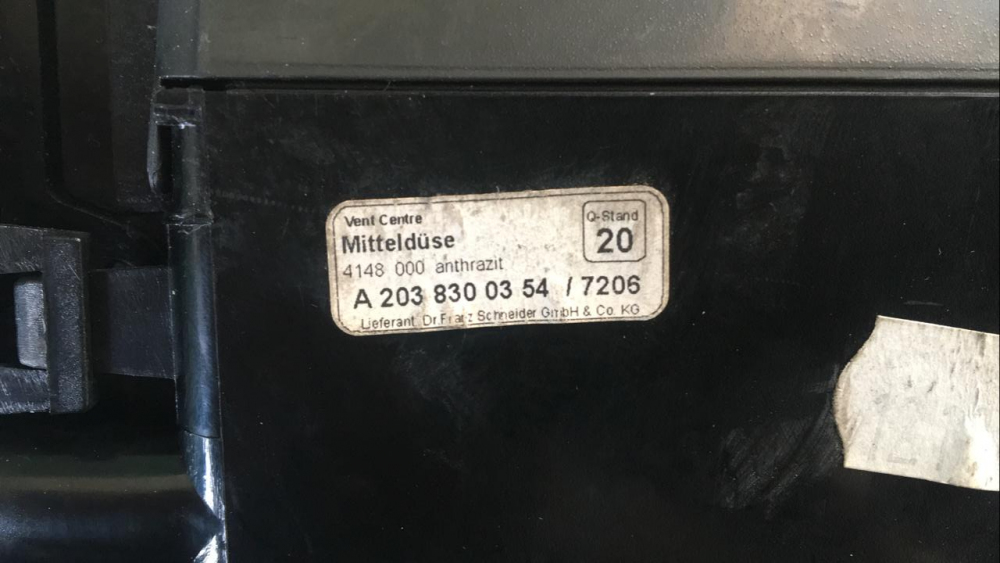 Vent Centre
Q-Stand
Mitteldüse
20
4148 000 anthrazit
A 203 830 03 54 / 7206
Lieferant Dr.Franz Schneider GmbH & Co. KG